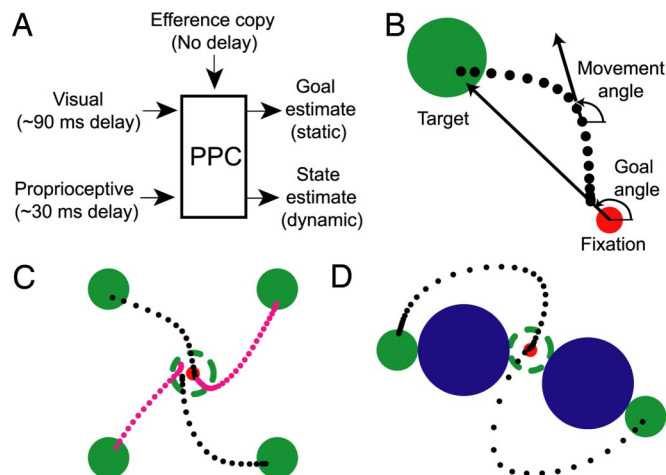 A
Efference copy
(No delay)
Visual
(~90 ms delay)
Proprioceptive
(~30 ms delay)
PPC
Goal
estimate
(static)
State
estimate
(dynamic)
B
Movement
angle
Target
Goal
angle
Fixation
C
D